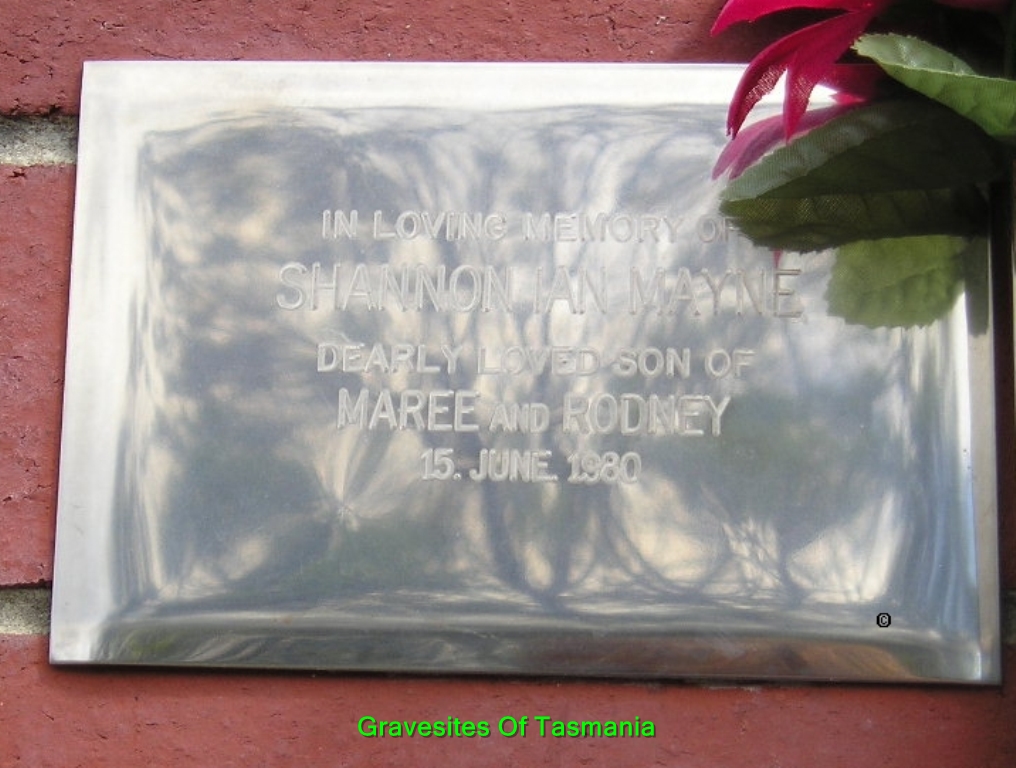 IN LOVING MEMORY OF
SHANNON IAN MAYNE
DEARLY LOVED SON OF
MAREE AND RODNEY
15. JUNE. 1980
©
Gravesites Of Tasmania